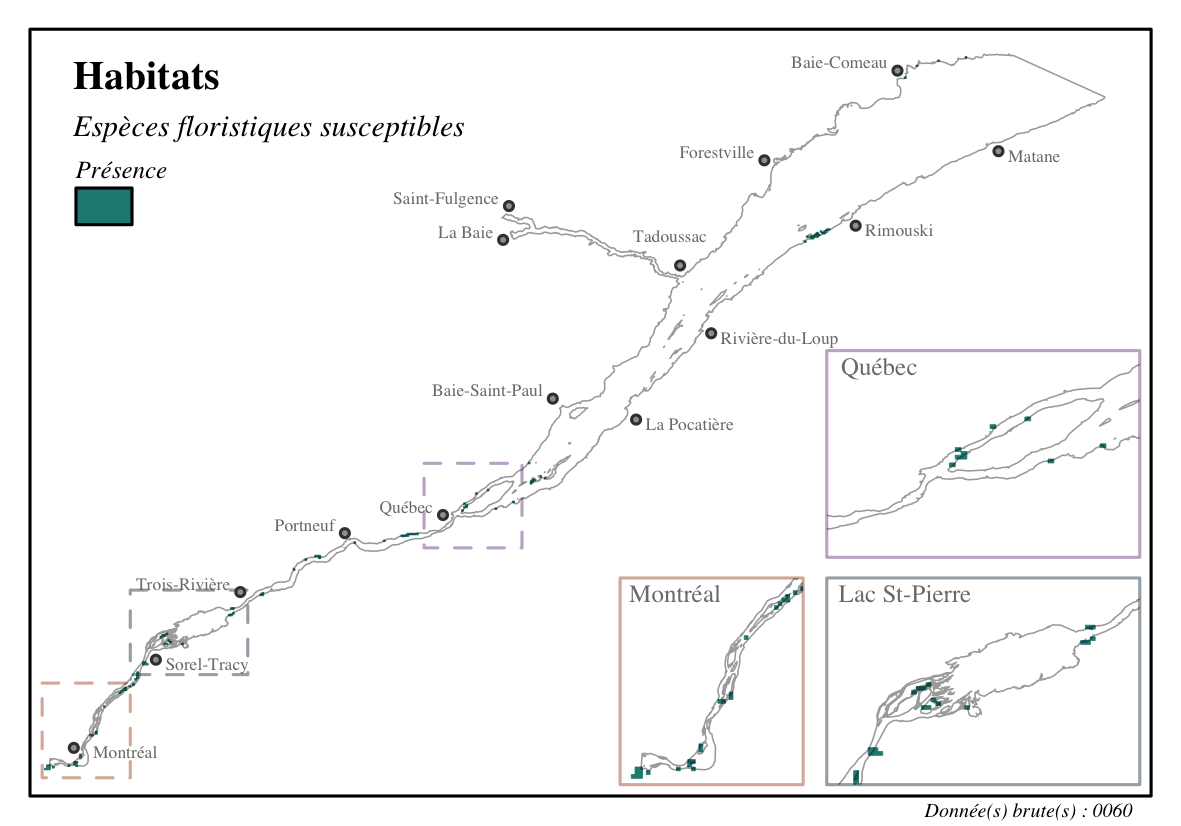 Habitats
Espèces floristiques susceptibles
Présence
Baie-Comeau
Forestville
Matane
Saint-Fulgence
La Baie
Tadoussac
Rimouski
Rivière-du-Loup
Baie-Saint-Paul
La Pocatière
Québec
Portneuf
Trois-Rivière
Sorel-Tracy
Montréal
Québec
Montréal
Lac St-Pierre
Donnée(s) brute(s) : 0060